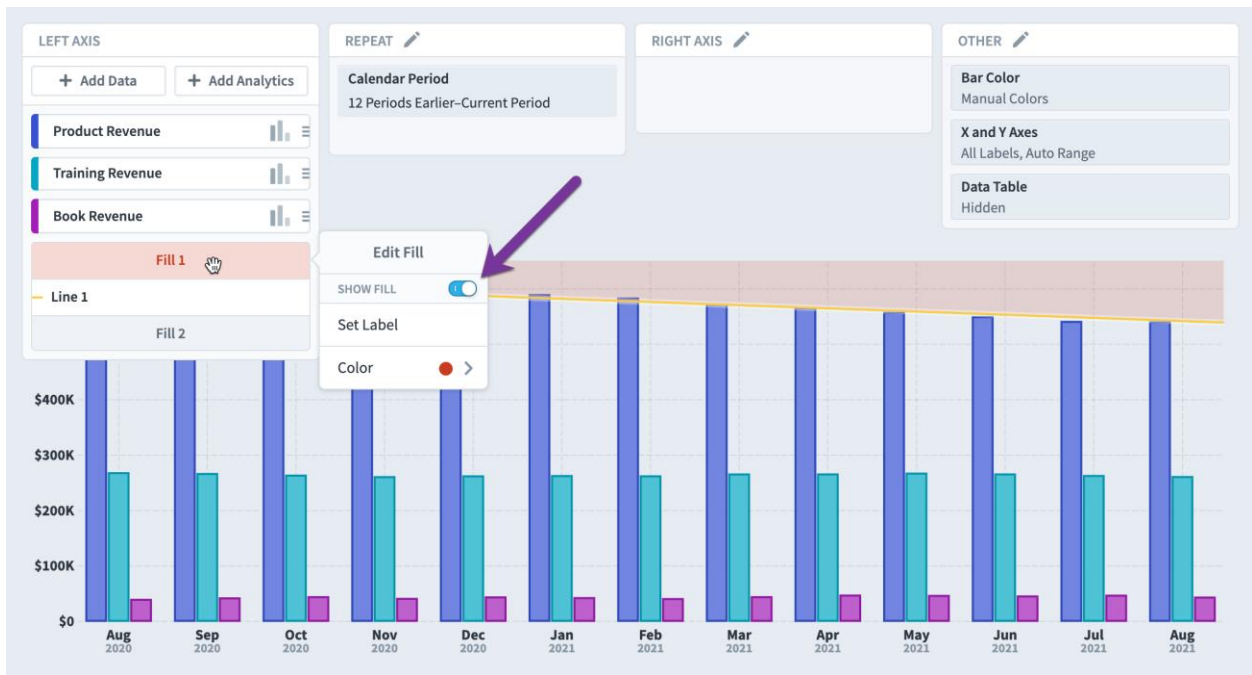 LEFT AXIS
+ Add Data
+ Add Analytics
Product Revenue
Training Revenue
Book Revenue
Fill 1
Line 1
Fill 2
REPEAT
Calendar Period
12 Periods Earlier–Current Period
RIGHT AXIS
OTHER
Bar Color
Manual Colors
X and Y Axes
All Labels, Auto Range
Data Table
Hidden
Edit Fill
SHOW FILL
Set Label
Color
$400K
$300K
$200K
$100K
$0
Aug Sep Oct Nov Dec Jan Feb Mar Apr May Jun Jul Aug
2020 2020 2020 2020 2020 2021 2021 2021 2021 2021 2021 2021 2021